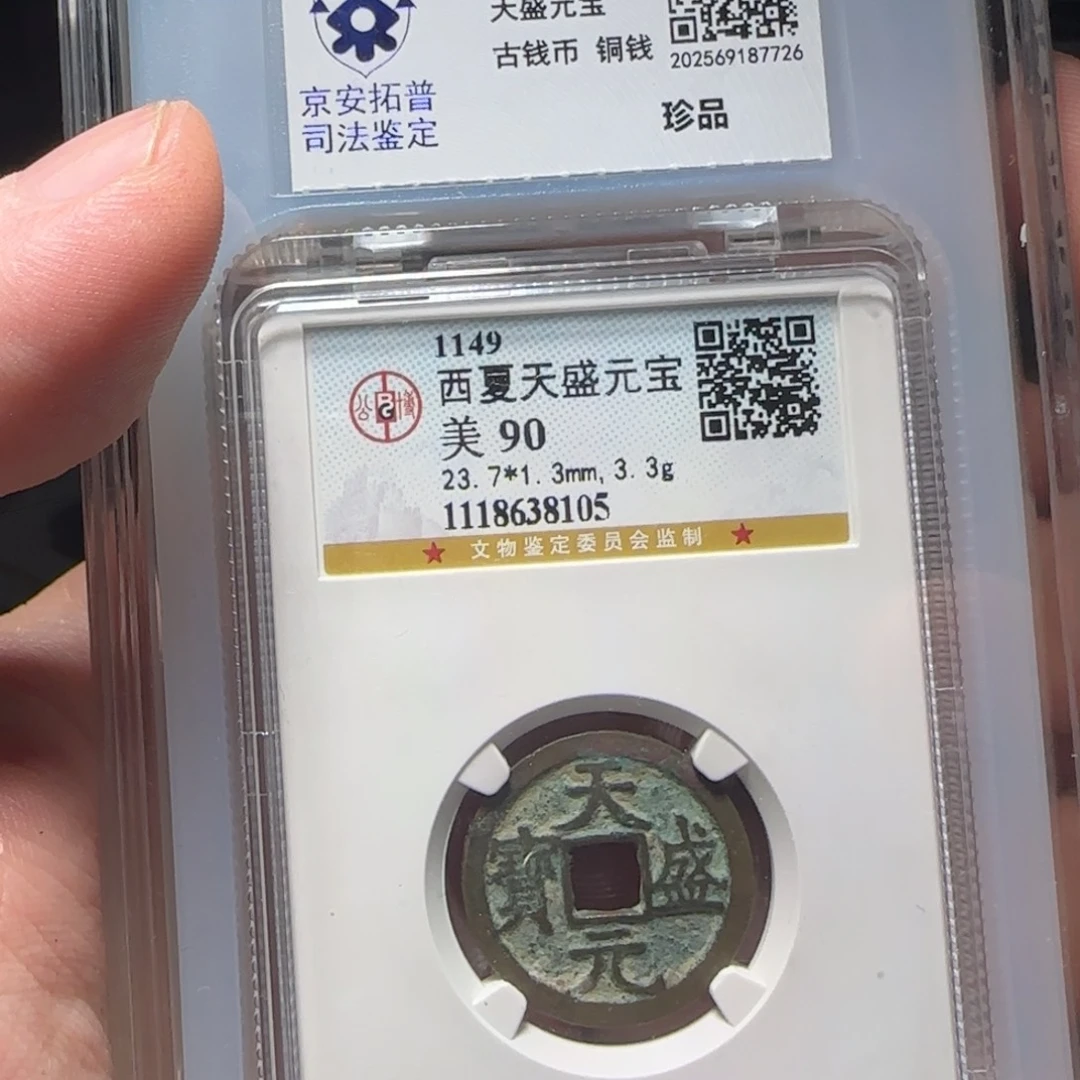 天盛元宝
古钱币 铜钱
202569187726
京安拓普
司法鉴定
珍品
1149
西夏天盛元宝
美 90
23.7*1.3mm, 3.3g
1118638105
公博
文物鉴定委员会监制
天盛元寶